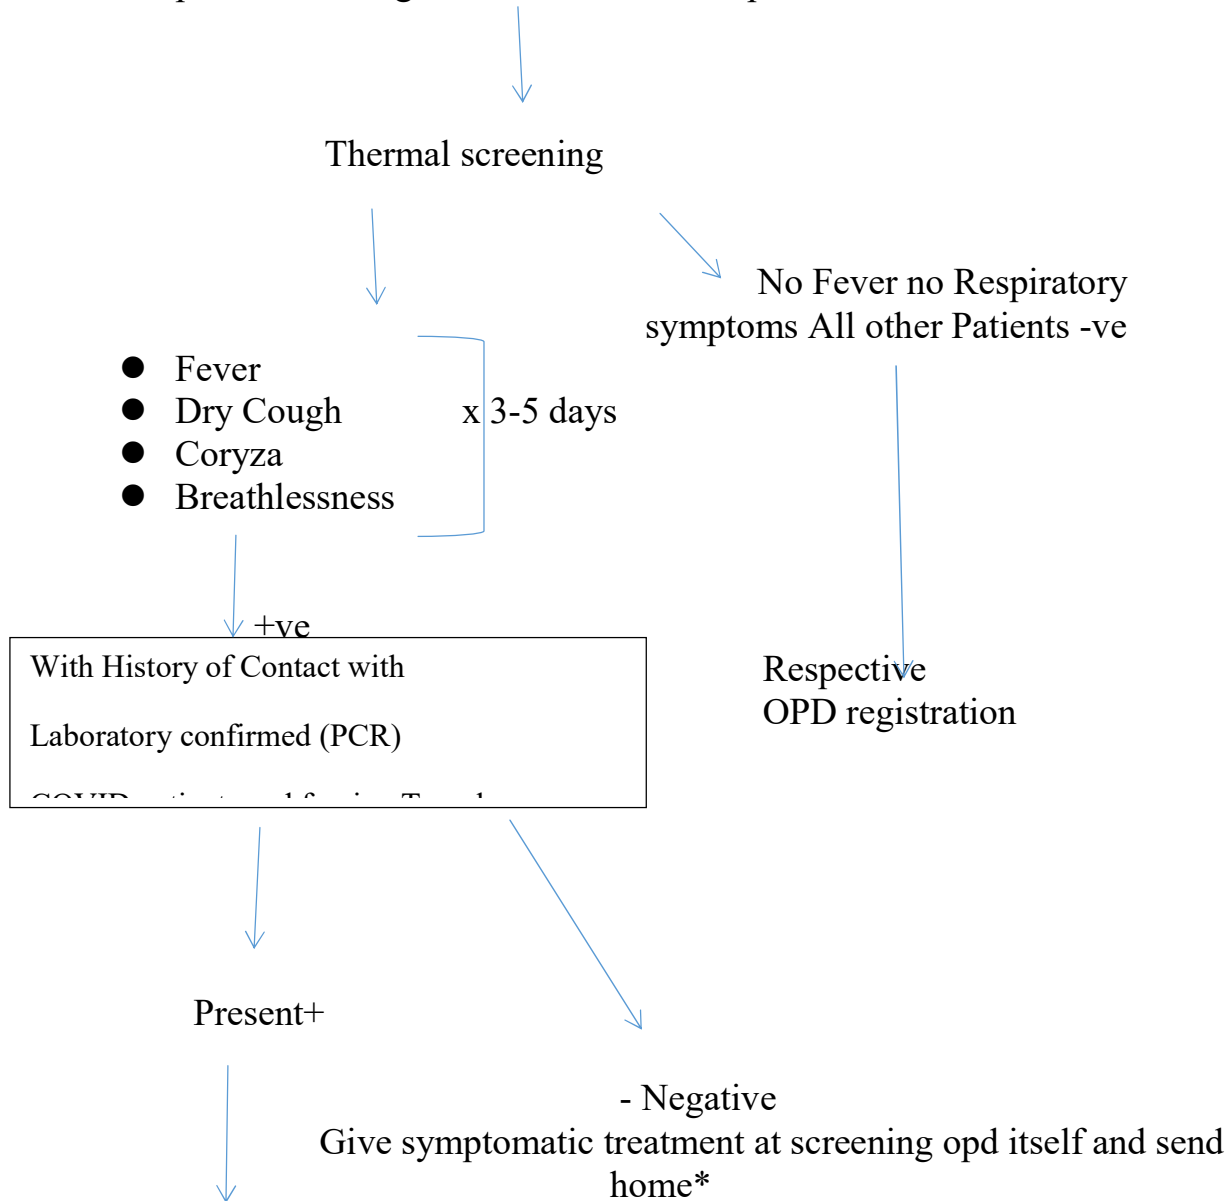 Thermal screening
No Fever no Respiratory
symptoms All other Patients -ve
● Fever
● Dry Cough
x 3-5 days
● Coryza
● Breathlessness
+ve
With History of Contact with
Laboratory confirmed (PCR)
Respective
OPD registration
Present+
- Negative
Give symptomatic treatment at screening opd itself and send
home*